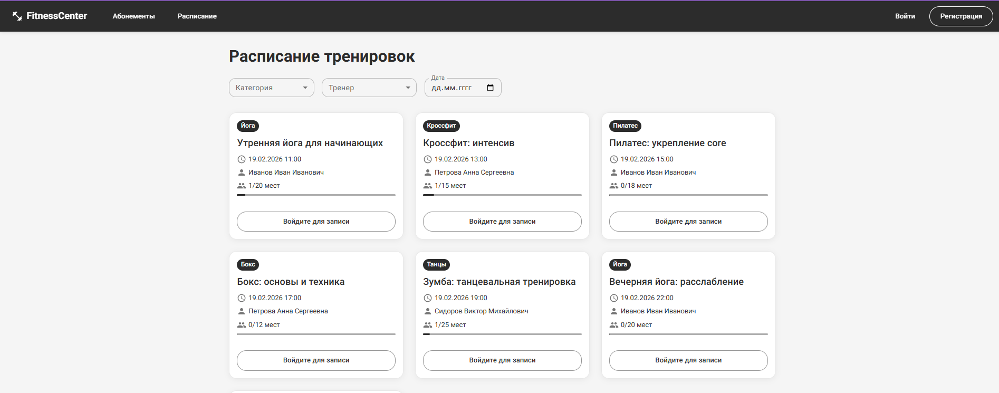 FitnessCenter Абонементы Расписание Войти Регистрация
Расписание тренировок
Дата
Категория Тренер дд.мм.гггг
Йога
Утренняя йога для начинающих
19.02.2026 11:00
Иванов Иван Иванович
1/20 мест
Войдите для записи
Кроссфит
Кроссфит: интенсив
19.02.2026 13:00
Петрова Анна Сергеевна
1/15 мест
Войдите для записи
Пилатес
Пилатес: укрепление core
19.02.2026 15:00
Иванов Иван Иванович
0/18 мест
Войдите для записи
Бокс
Бокс: основы и техника
19.02.2026 17:00
Петрова Анна Сергеевна
0/12 мест
Войдите для записи
Танцы
Зумба: танцевальная тренировка
19.02.2026 19:00
Сидоров Виктор Михайлович
1/25 мест
Войдите для записи
Йога
Вечерняя йога: расслабление
19.02.2026 22:00
Иванов Иван Иванович
0/20 мест
Войдите для записи